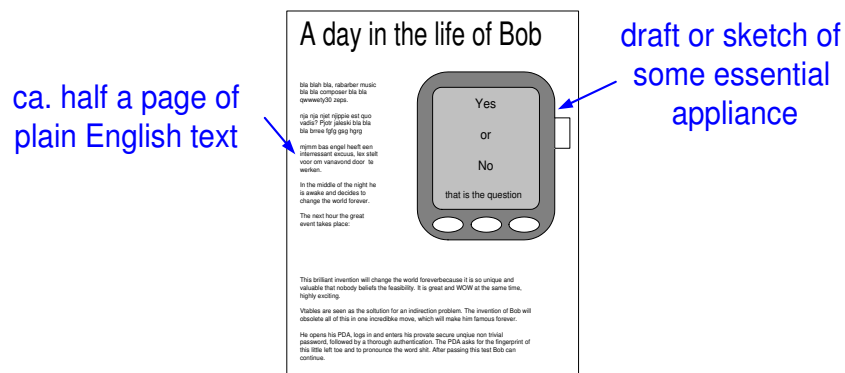 A day in the life of Bob
draft or sketch of
some essential
appliance
ca. half a page of
plain English text
bla blah bla, rabarber music
bla bla composer bla bla
qwwwety30 zeps.
nja nja njet njippie est quo
vadis? Pjotr jaleski bla bla
bla brree fgfg gsg hgrg
mjmm bas engel heeft een
interressant excuus, lex stelt
voor om vanavond door te
werken.
In the middle of the night he
is awake and decides to
change the world forever.
The next hour the great
event takes place:
Yes
or
No
that is the question
This brilliant invention will change the world foreverbecause it is so unique and
valuable that nobody beliefs the feasibility. It is great and WOW at the same time,
highly exciting.
Vtables are seen as the soltution for an indirection problem. The invention of Bob will
obsolete all of this in one incredibke move, which will make him famous forever.
He opens his PDA, logs in and enters his provate secure unqiue non trivial
password, followed by a thorough authentication. The PDA asks for the fingerprint of
this little left toe and to pronounce the word shit. After passing this test Bob can
continue.